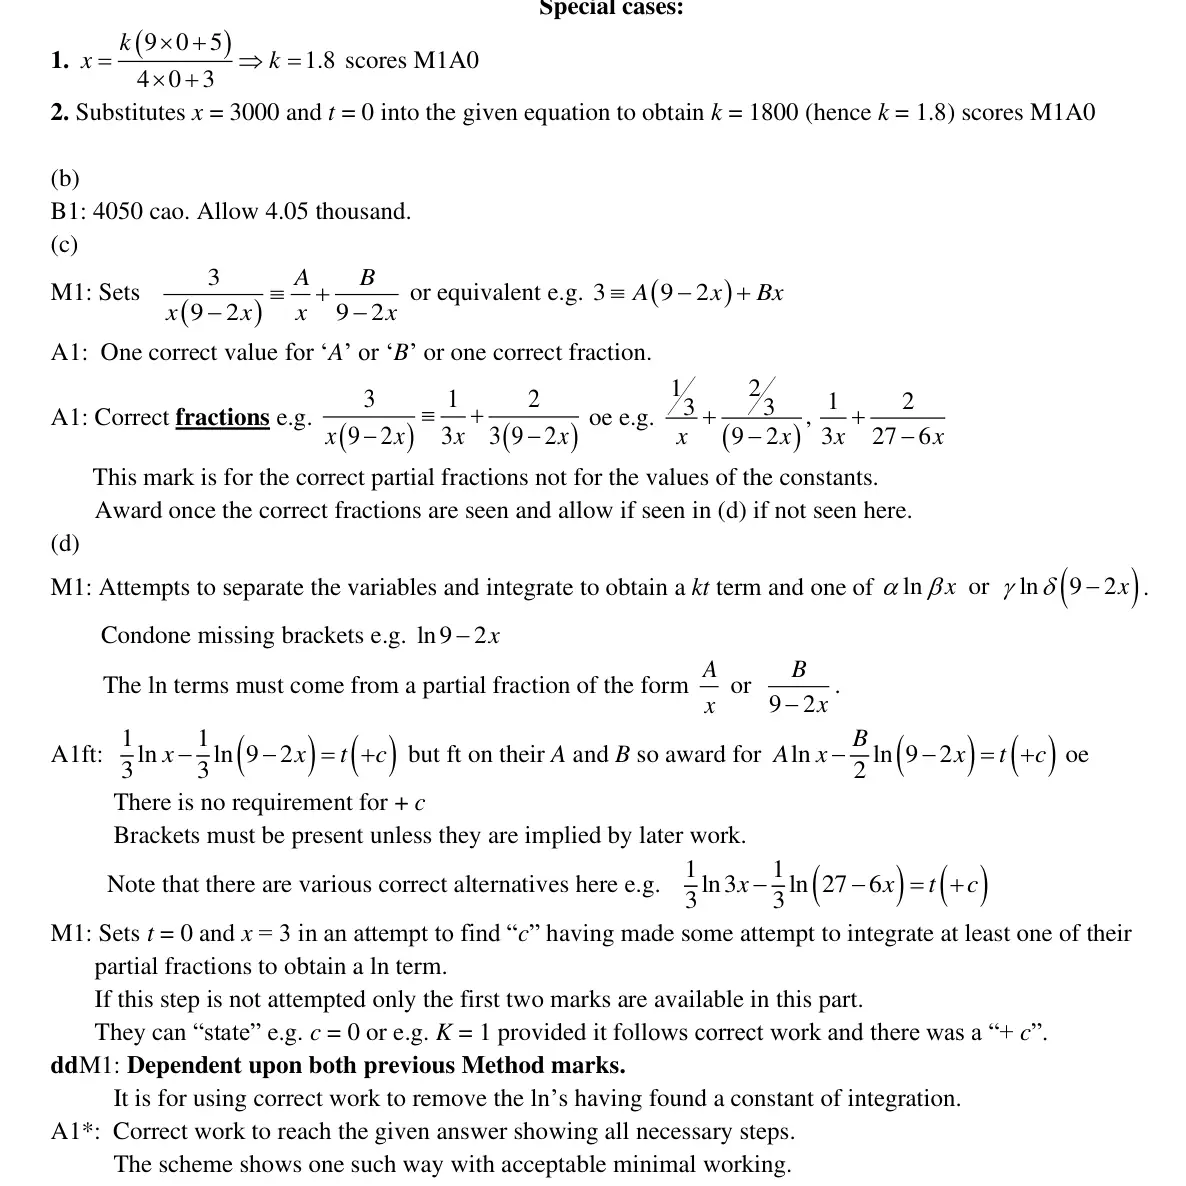 Special cases:
1. x = k(9×0+5)/(4×0+3) ⇒ k = 1.8 scores M1A0
2. Substitutes x = 3000 and t = 0 into the given equation to obtain k = 1800 (hence k = 1.8) scores M1A0
(b)
B1: 4050 cao. Allow 4.05 thousand.
(c)
M1: Sets 3/(x(9−2x)) ≡ A/x + B/(9−2x) or equivalent e.g. 3 ≡ A(9−2x) + Bx
A1: One correct value for ‘A’ or ‘B’ or one correct fraction.
A1: Correct fractions e.g. 3/(x(9−2x)) ≡ 1/(3x) + 2/(3(9−2x)) oe e.g. (1/3)/x + (2/3)/((9−2x)), 1/(3x) + 2/(27−6x)
This mark is for the correct partial fractions not for the values of the constants.
Award once the correct fractions are seen and allow if seen in (d) if not seen here.
(d)
M1: Attempts to separate the variables and integrate to obtain a kt term and one of α ln βx or γ ln δ(9−2x).
Condone missing brackets e.g. ln 9−2x
The ln terms must come from a partial fraction of the form A/x or B/(9−2x).
A1ft: 1/3 ln x − 1/3 ln(9−2x) = t(+c) but ft on their A and B so award for A ln x − B/2 ln(9−2x) = t(+c) oe
There is no requirement for + c
Brackets must be present unless they are implied by later work.
Note that there are various correct alternatives here e.g. 1/3 ln 3x − 1/3 ln(27−6x) = t(+c)
M1: Sets t = 0 and x = 3 in an attempt to find “c” having made some attempt to integrate at least one of their
partial fractions to obtain a ln term.
If this step is not attempted only the first two marks are available in this part.
They can “state” e.g. c = 0 or e.g. K = 1 provided it follows correct work and there was a “+ c”.
ddM1: Dependent upon both previous Method marks.
It is for using correct work to remove the ln’s having found a constant of integration.
A1*: Correct work to reach the given answer showing all necessary steps.
The scheme shows one such way with acceptable minimal working.